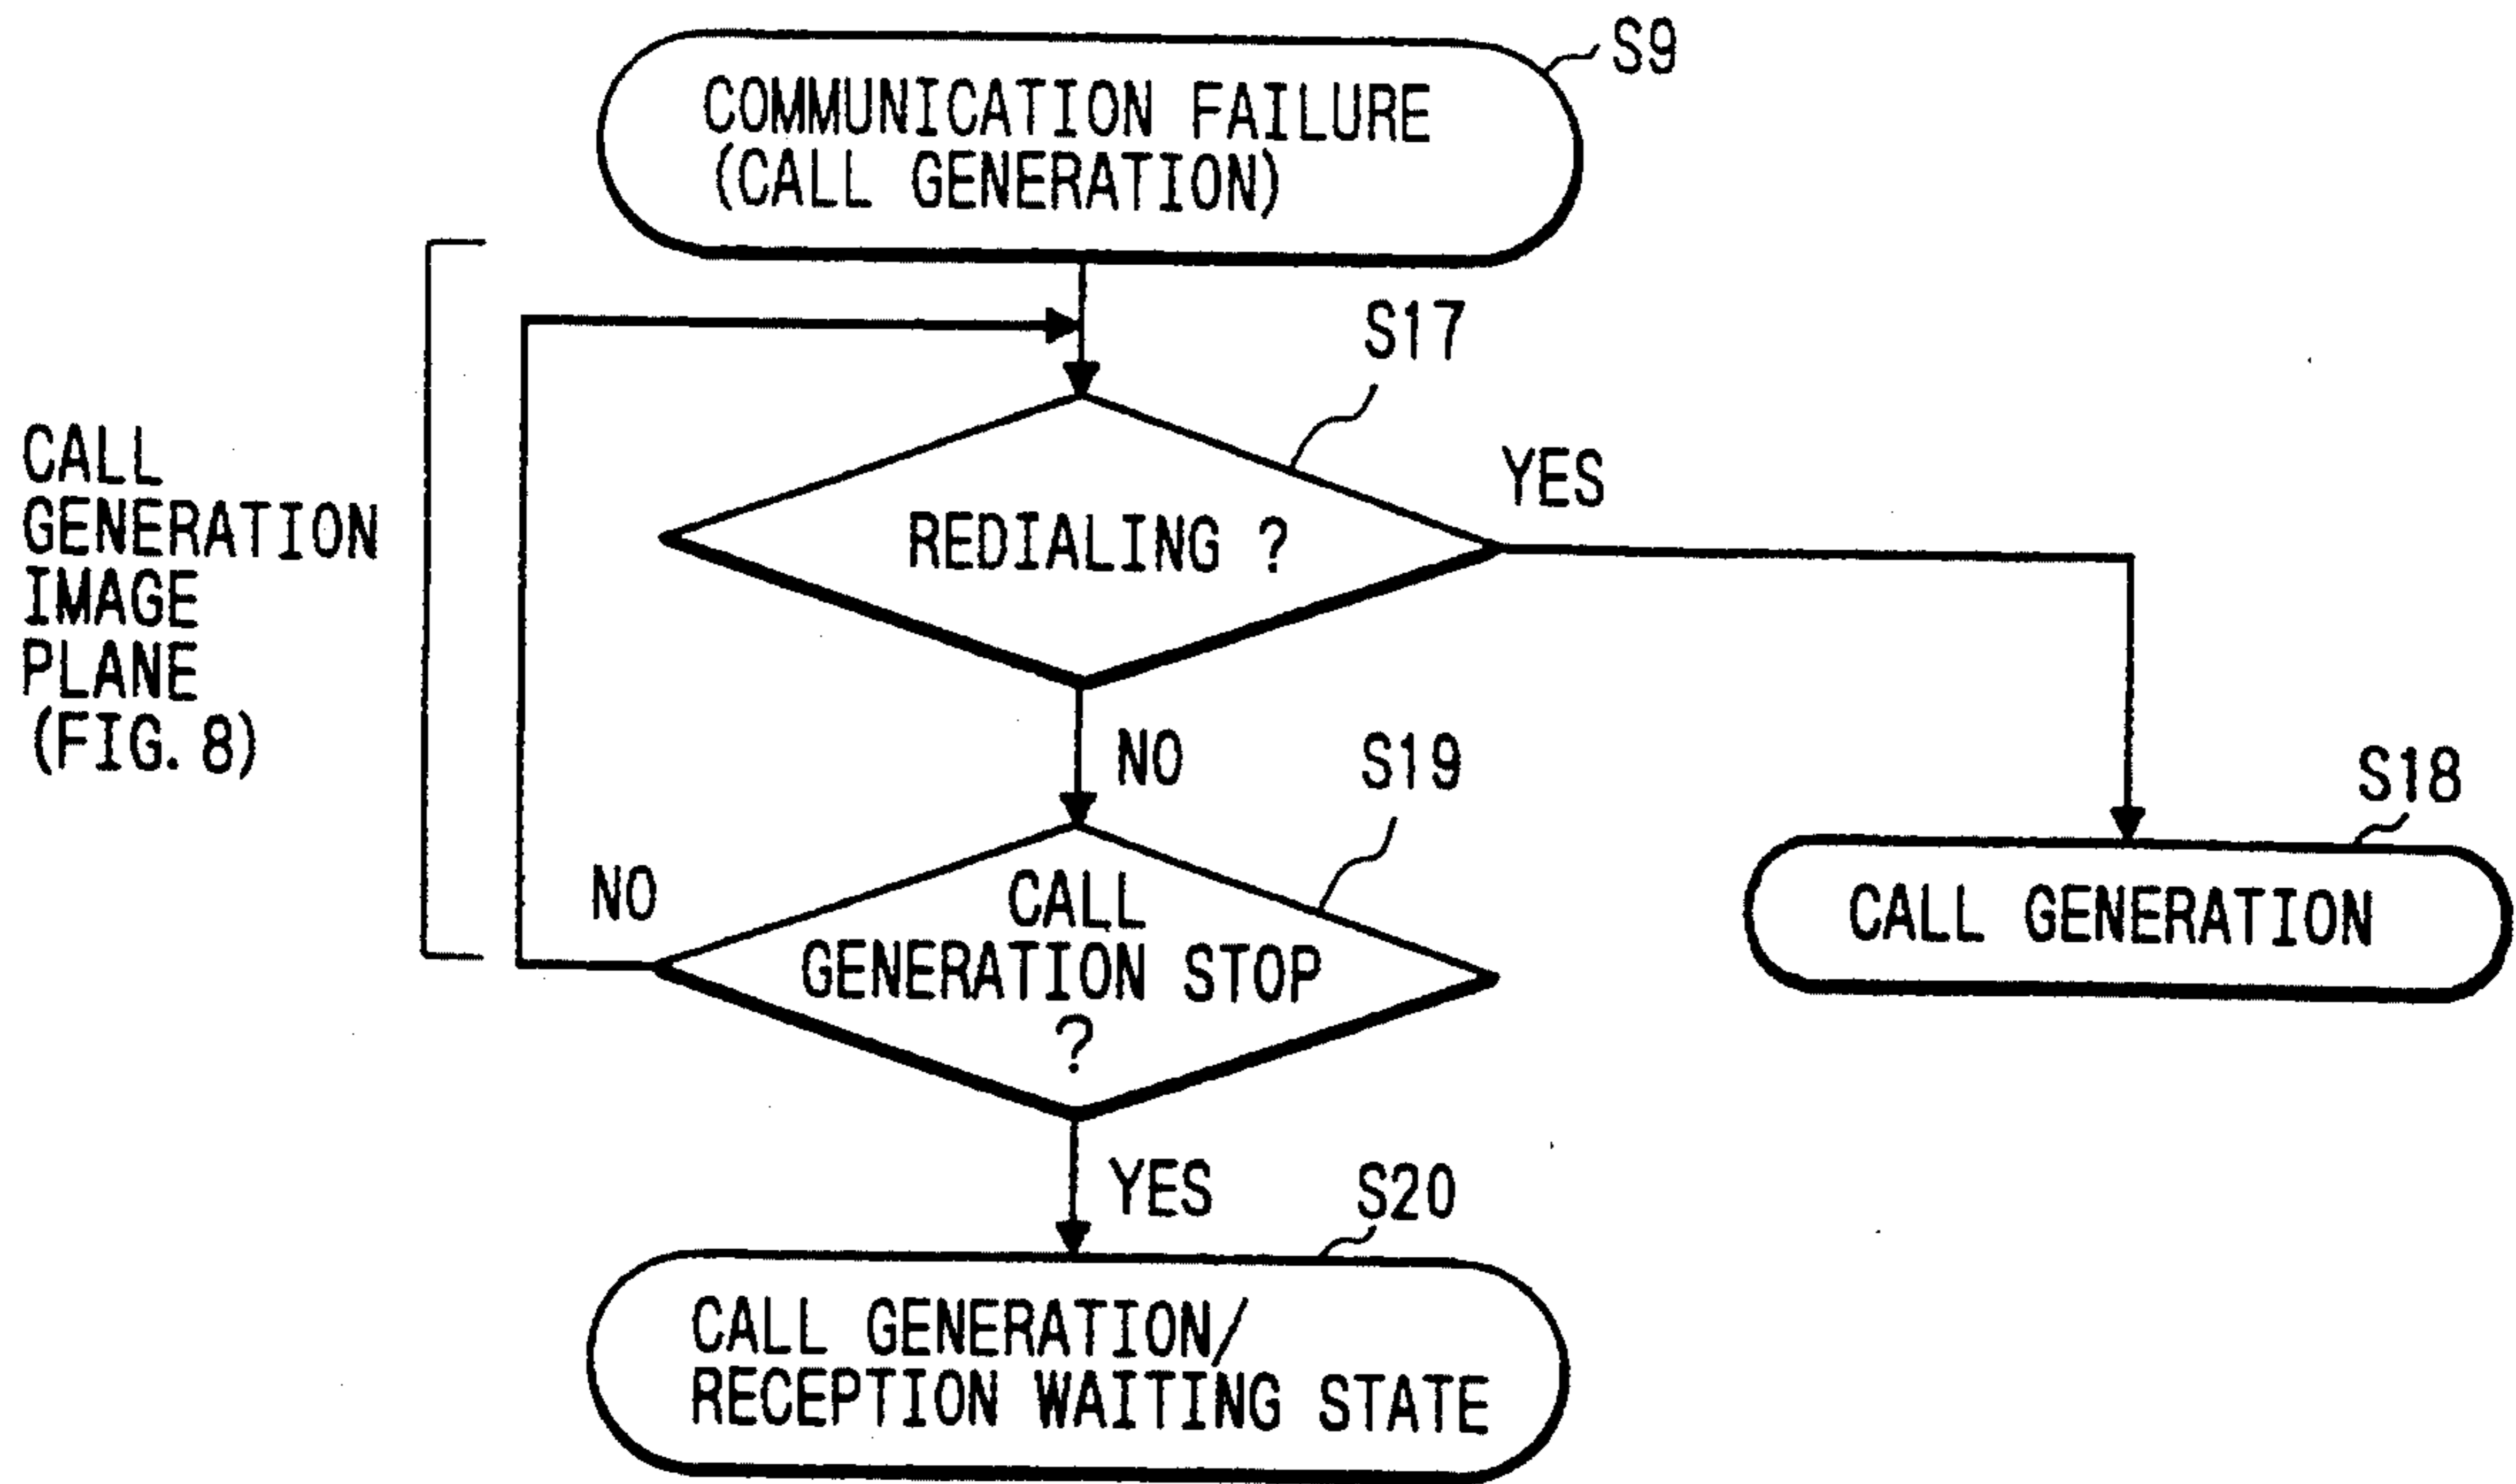 S9
COMMUNICATION FAILURE
(CALL GENERATION)
S17
CALL
GENERATION
IMAGE
PLANE
(FIG. 8)
REDIALING ?
YES
NO
S19
S18
NO
CALL
GENERATION STOP
?
CALL GENERATION
YES
S20
CALL GENERATION/
RECEPTION WAITING STATE